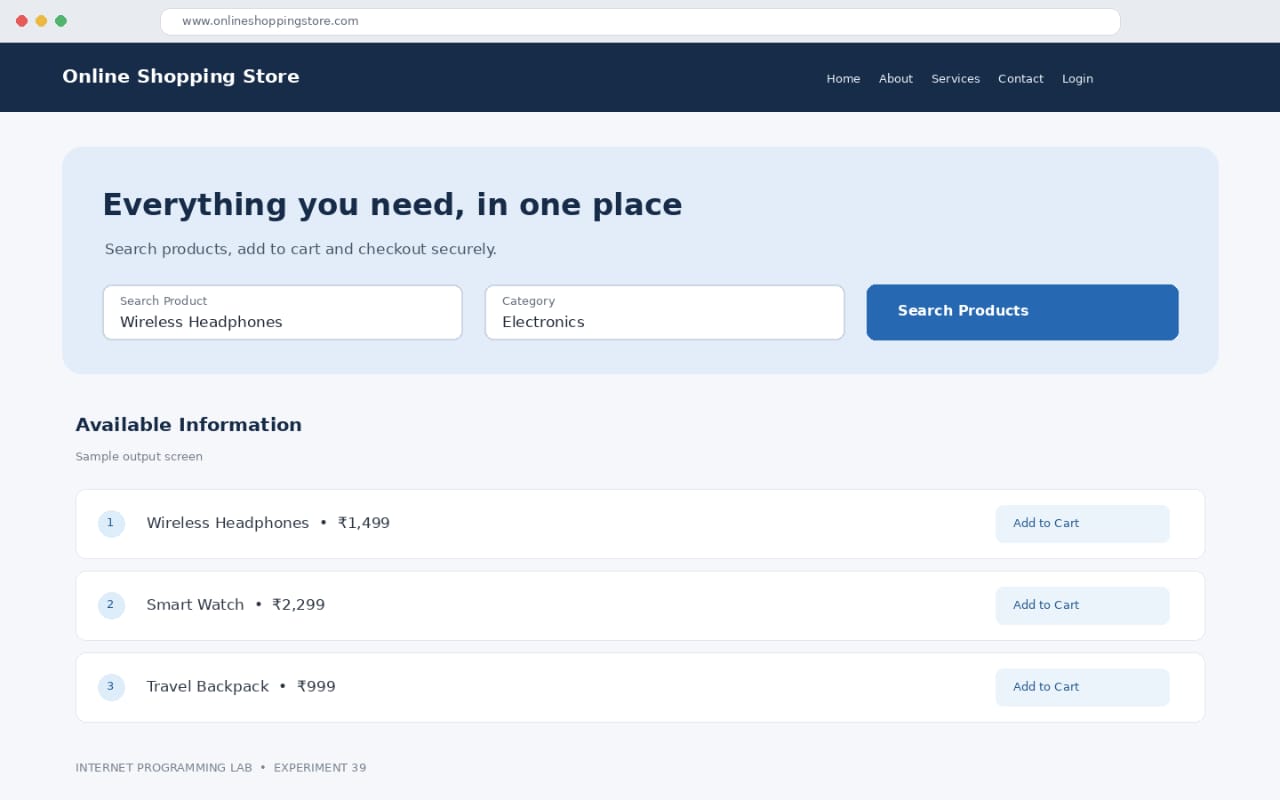 www.onlineshoppingstore.com
Online Shopping Store
Home About Services Contact Login
Everything you need, in one place
Search products, add to cart and checkout securely.
Search Product
Wireless Headphones
Category
Electronics
Search Products
Available Information
Sample output screen
1 Wireless Headphones • ₹1,499 Add to Cart
2 Smart Watch • ₹2,299 Add to Cart
3 Travel Backpack • ₹999 Add to Cart
INTERNET PROGRAMMING LAB • EXPERIMENT 39